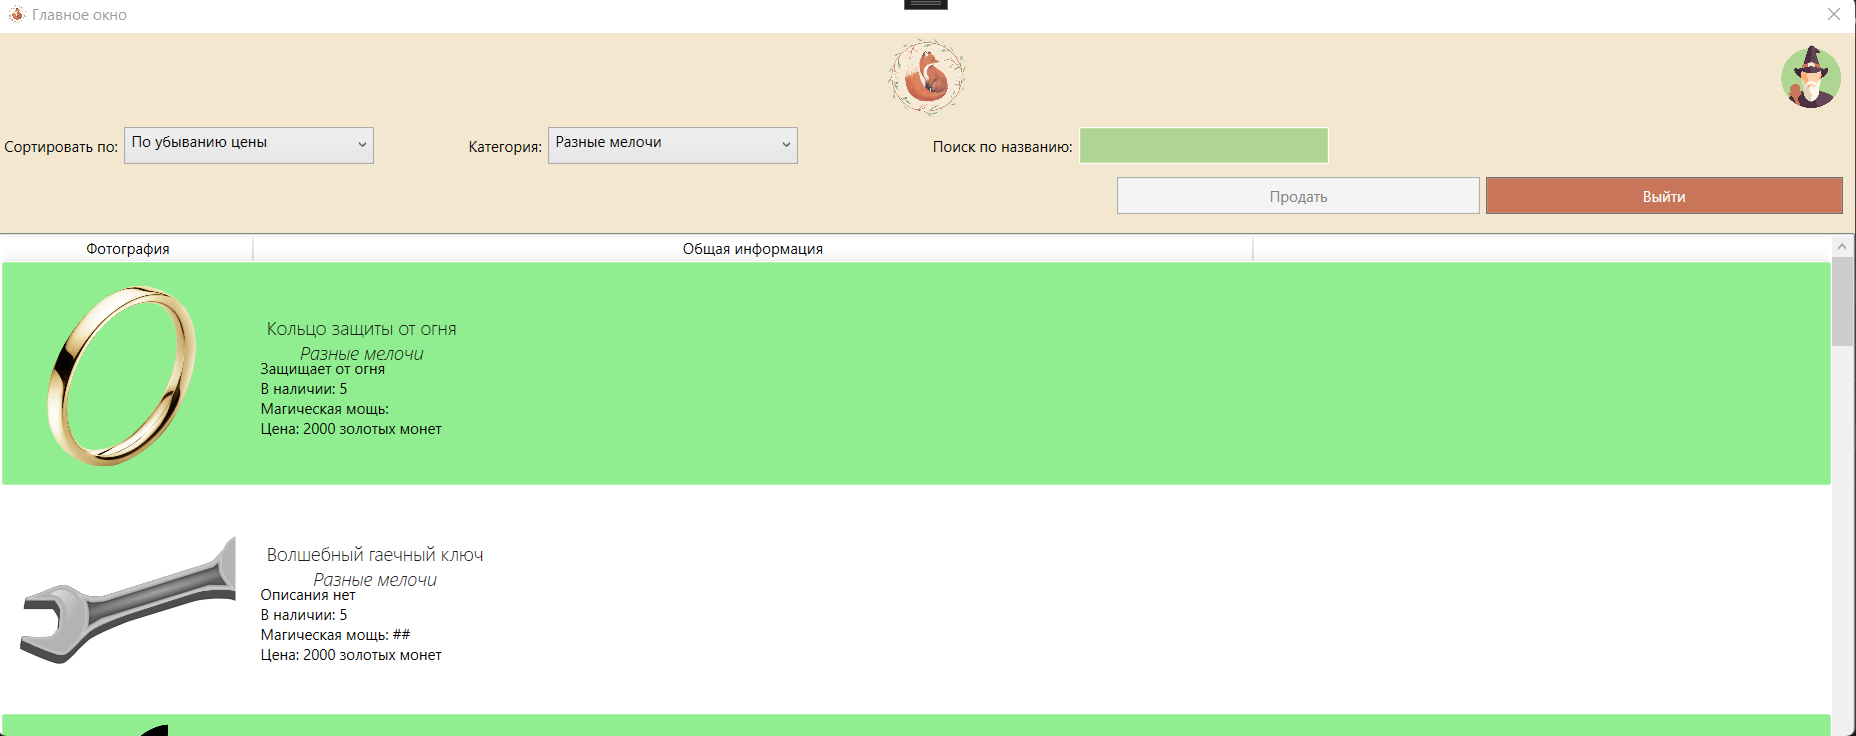 Главное окно
Сортировать по: По убыванию цены Категория: Разные мелочи Поиск по названию:
Продать Выйти
Фотография Общая информация
Кольцо защиты от огня
Разные мелочи
Защищает от огня
В наличии: 5
Магическая мощь:
Цена: 2000 золотых монет
Волшебный гаечный ключ
Разные мелочи
Описания нет
В наличии: 5
Магическая мощь: ##
Цена: 2000 золотых монет